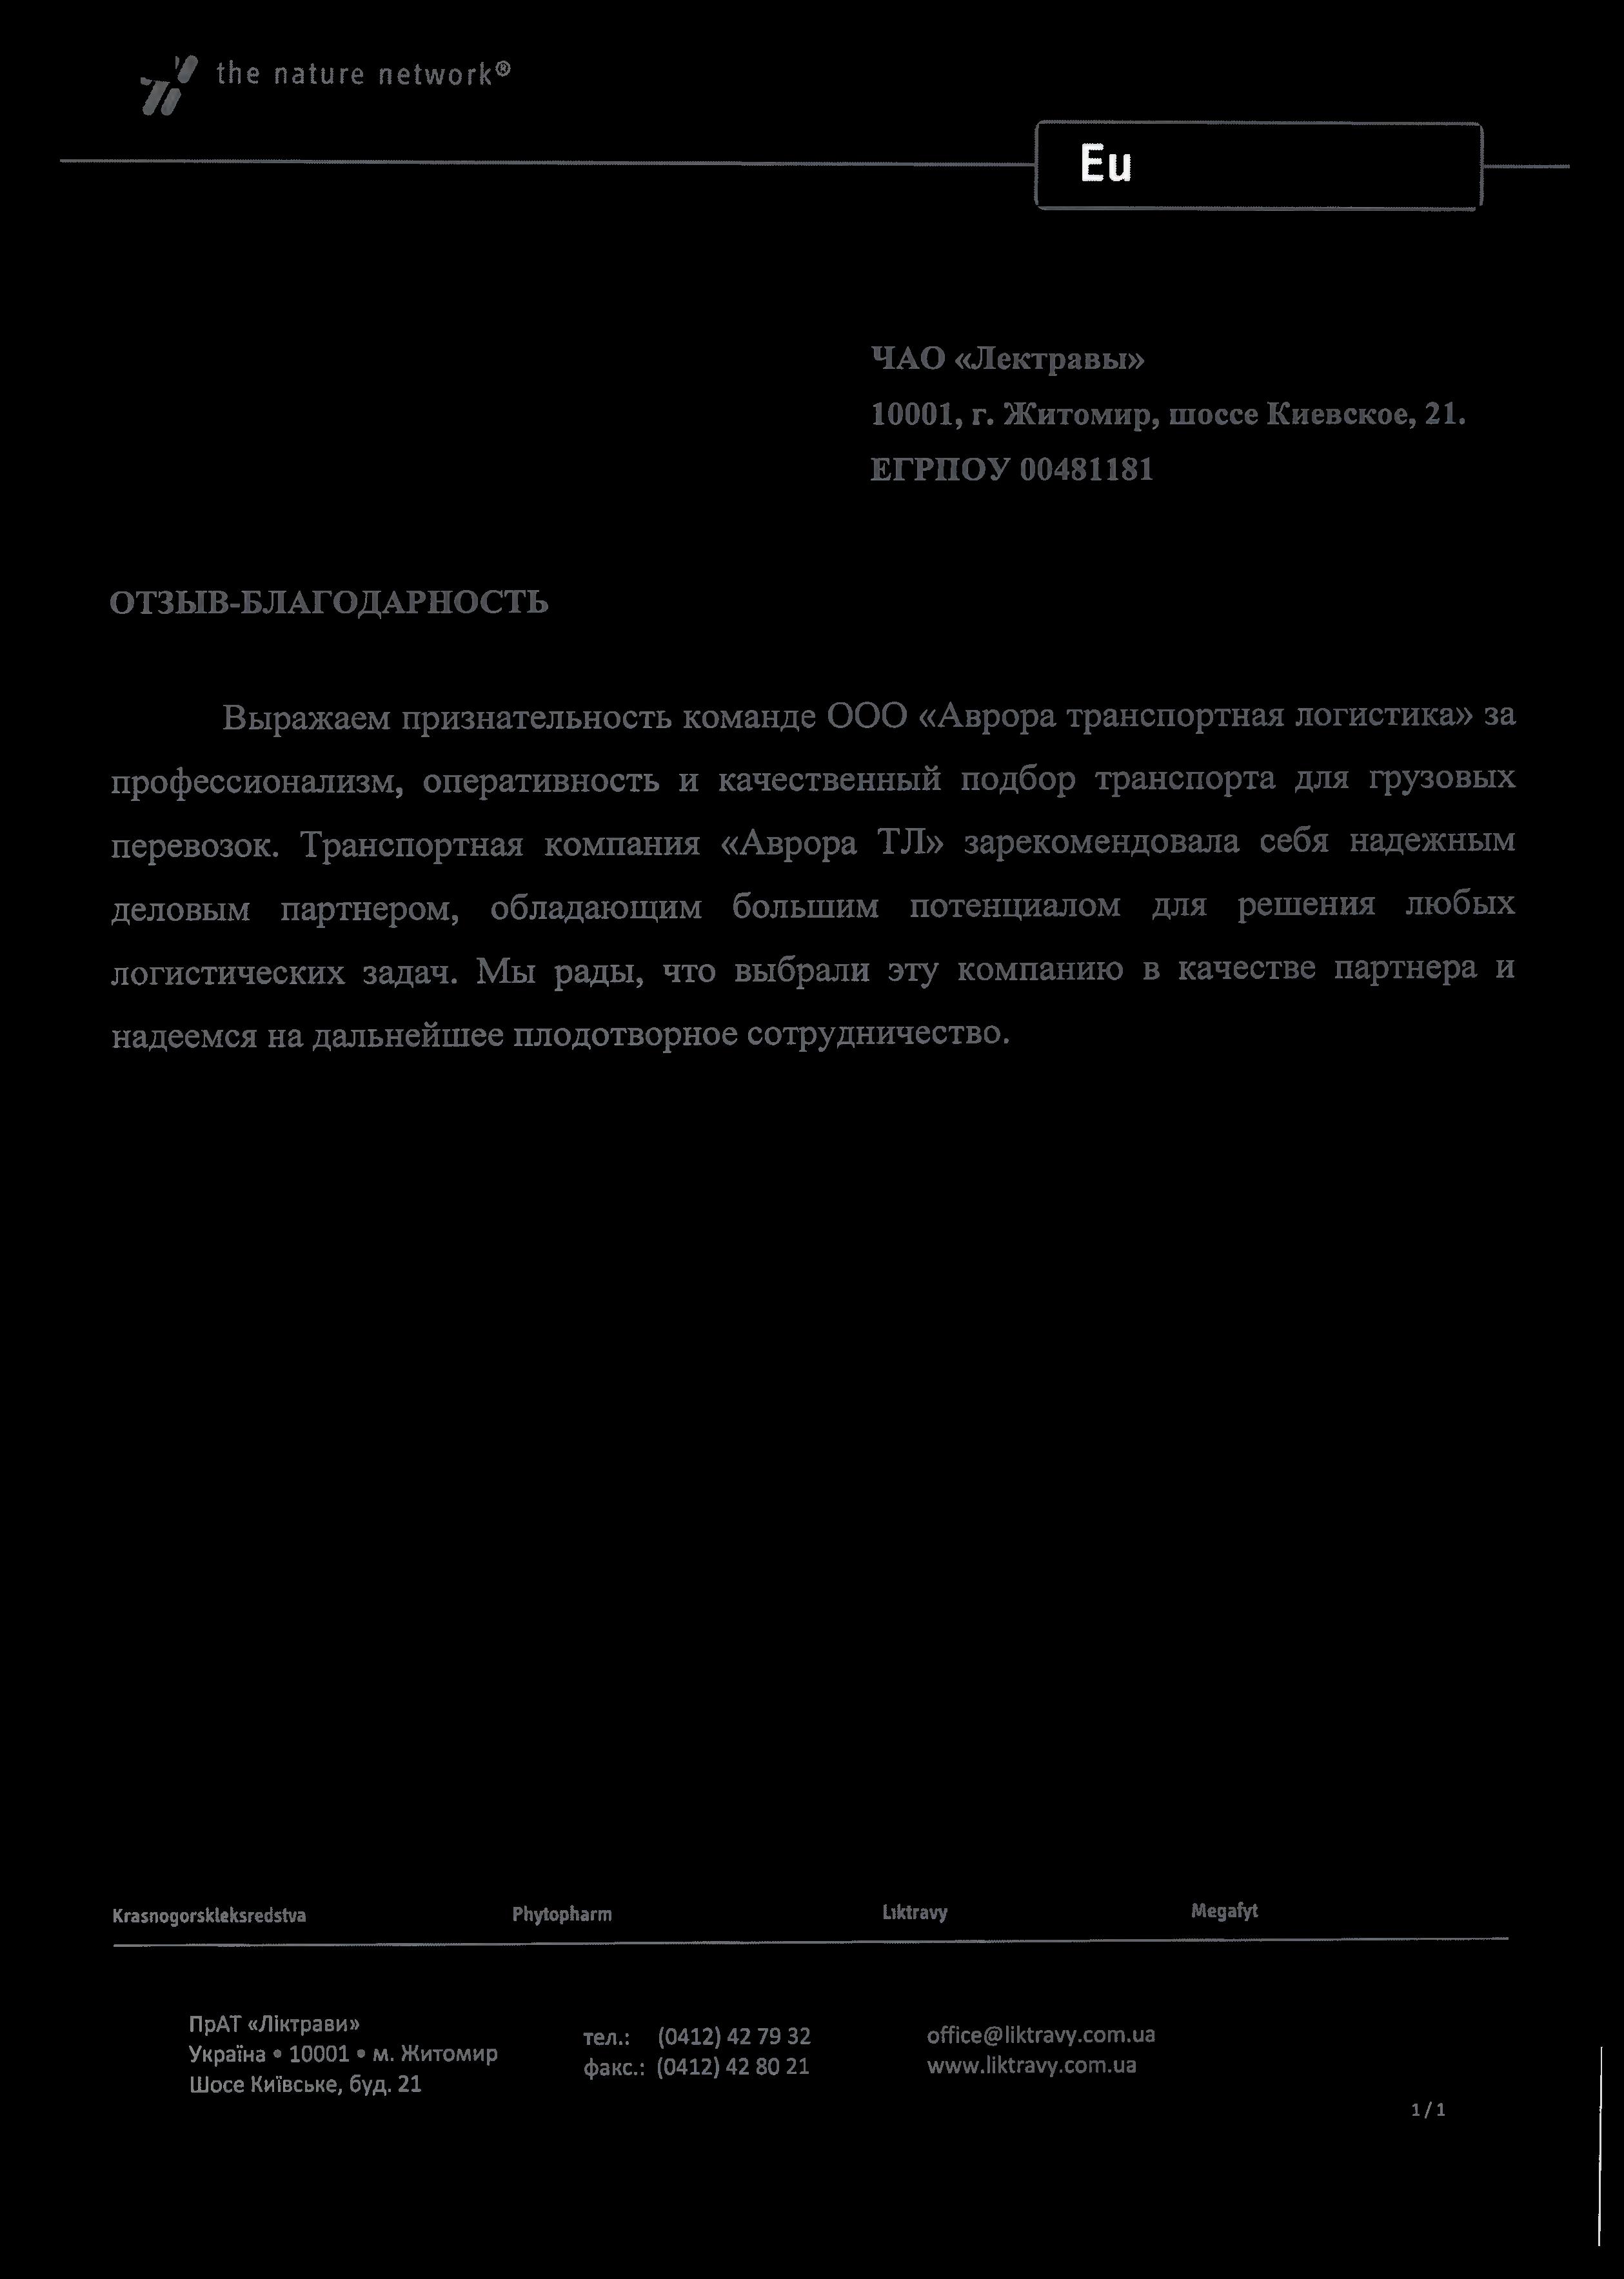 the nature network®
Eu
ЧАО «Лектравы»
10001, г. Житомир, шоссе Киевское, 21.
ЕГРПОУ 00481181
ОТЗЫВ-БЛАГОДАРНОСТЬ
Выражаем признательность команде ООО «Аврора транспортная логистика» за
профессионализм, оперативность и качественный подбор транспорта для грузовых
перевозок. Транспортная компания «Аврора ТЛ» зарекомендовала себя надежным
деловым партнером, обладающим большим потенциалом для решения любых
логистических задач. Мы рады, что выбрали эту компанию в качестве партнера и
надеемся на дальнейшее плодотворное сотрудничество.
Krasnogorskleksredstva Phytopharm Liktravy Megafyt
ПрАТ «Ліктрави»
Україна • 10001 • м. Житомир
Шосе Київське, буд. 21
тел.: (0412) 42 79 32
факс.: (0412) 42 80 21
office@liktravy.com.ua
www.liktravy.com.ua
1 / 1